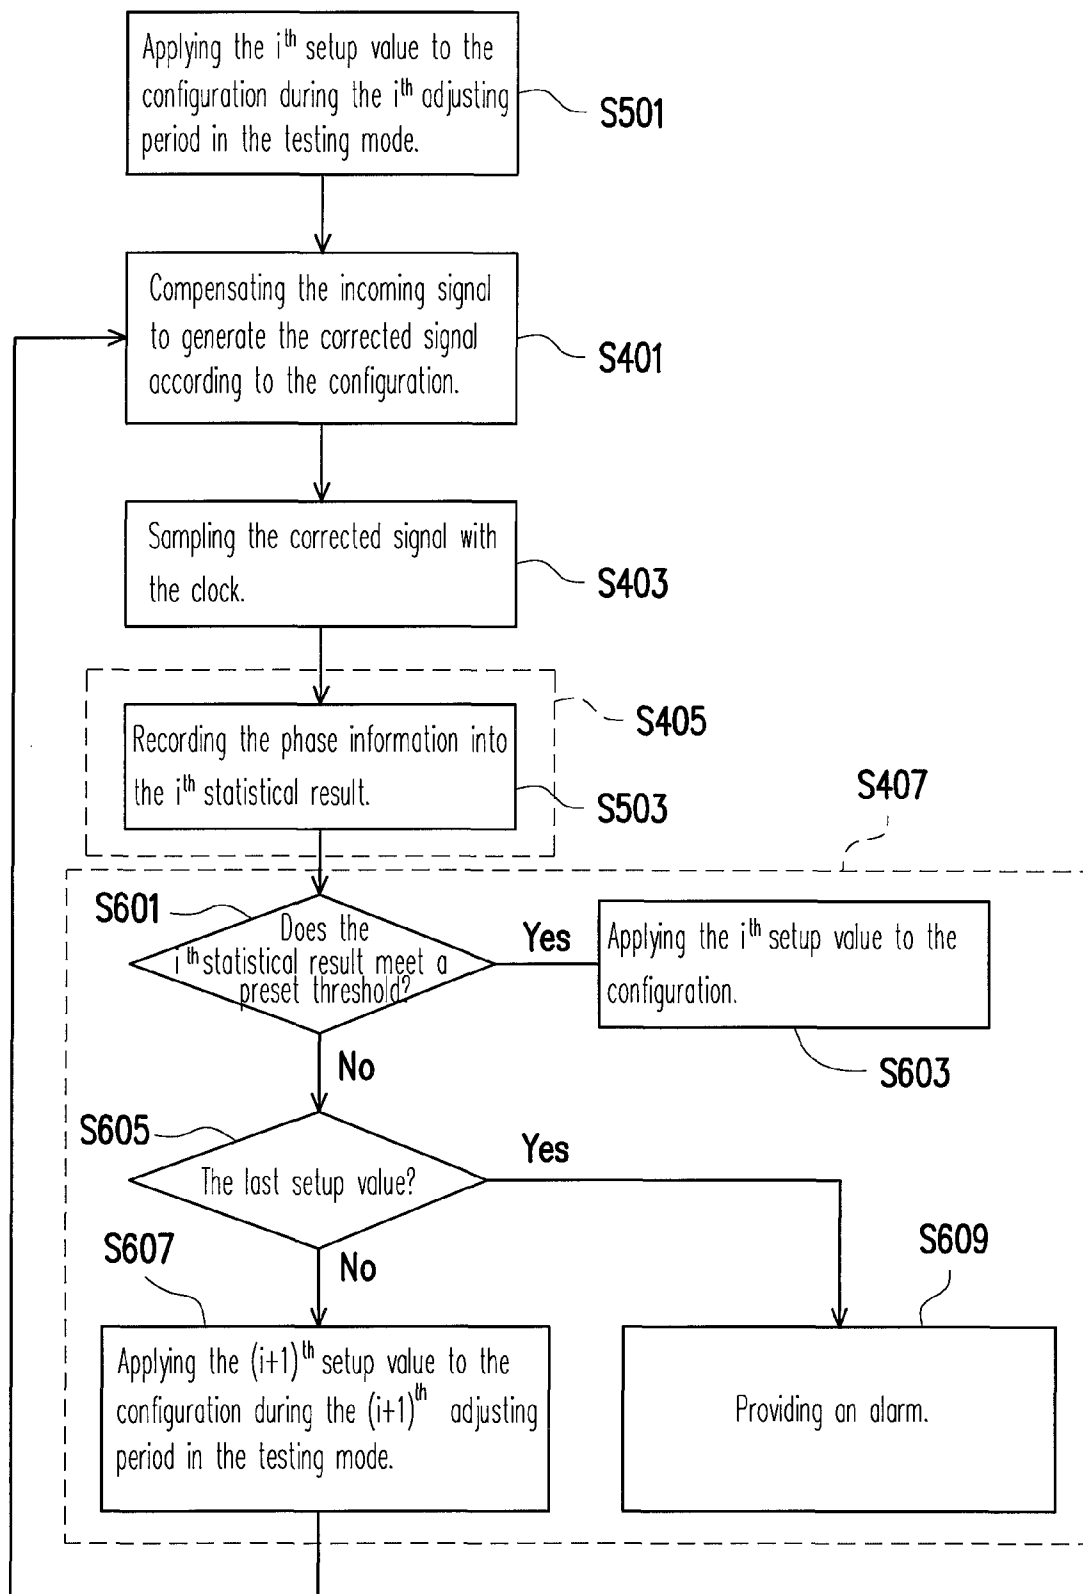 Applying the i^th setup value to the
configuration during the i^th adjusting
period in the testing mode.
S501
Compensating the incoming signal
to generate the corrected signal
according to the configuration.
S401
Sampling the corrected signal with
the clock.
S403
Recording the phase information into
the i^th statistical result.
S405
S503
S407
S601
Does the
i^th statistical result meet a
preset threshold?
Yes
Applying the i^th setup value to the
configuration.
S603
No
S605
The last setup value?
Yes
No
S607
Applying the (i+1)^th setup value to the
configuration during the (i+1)^th adjusting
period in the testing mode.
S609
Providing an alarm.